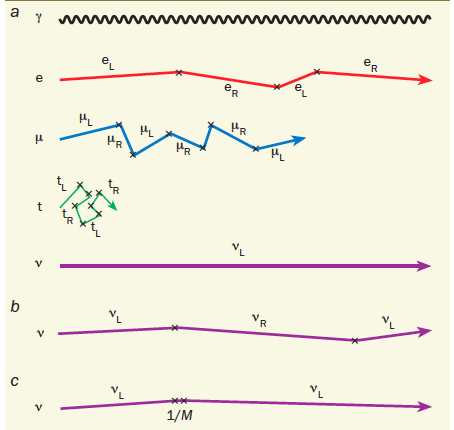 a
γ
e e_L e_R e_L e_R
μ μ_L μ_R μ_L μ_R μ_R μ_L
t t_L t_R t_R t_L
ν ν_L
b
ν ν_L ν_R ν_L
c
ν ν_L ν_L
1/M